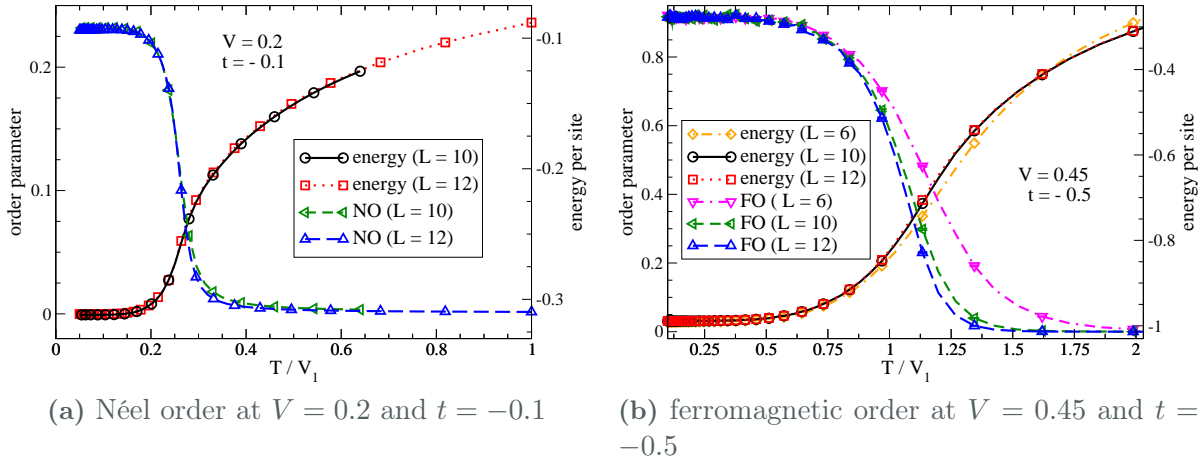 0.2
0.1
0
order parameter
V = 0.2
t = - 0.1
energy (L = 10)
energy (L = 12)
NO (L = 10)
NO (L = 12)
-0.1
-0.2
-0.3
energy per site
0 0.2 0.4 0.6 0.8 1
T / V1
0.8
0.6
0.4
0.2
0
order parameter
energy (L = 6)
energy (L = 10)
energy (L = 12)
FO ( L = 6)
FO (L = 10)
FO (L = 12)
V = 0.45
t = - 0.5
-0.4
-0.6
-0.8
-1
energy per site
0.25 0.5 0.75 1 1.25 1.5 1.75 2
T / V1
(a) Néel order at V = 0.2 and t = −0.1
(b) ferromagnetic order at V = 0.45 and t =
−0.5